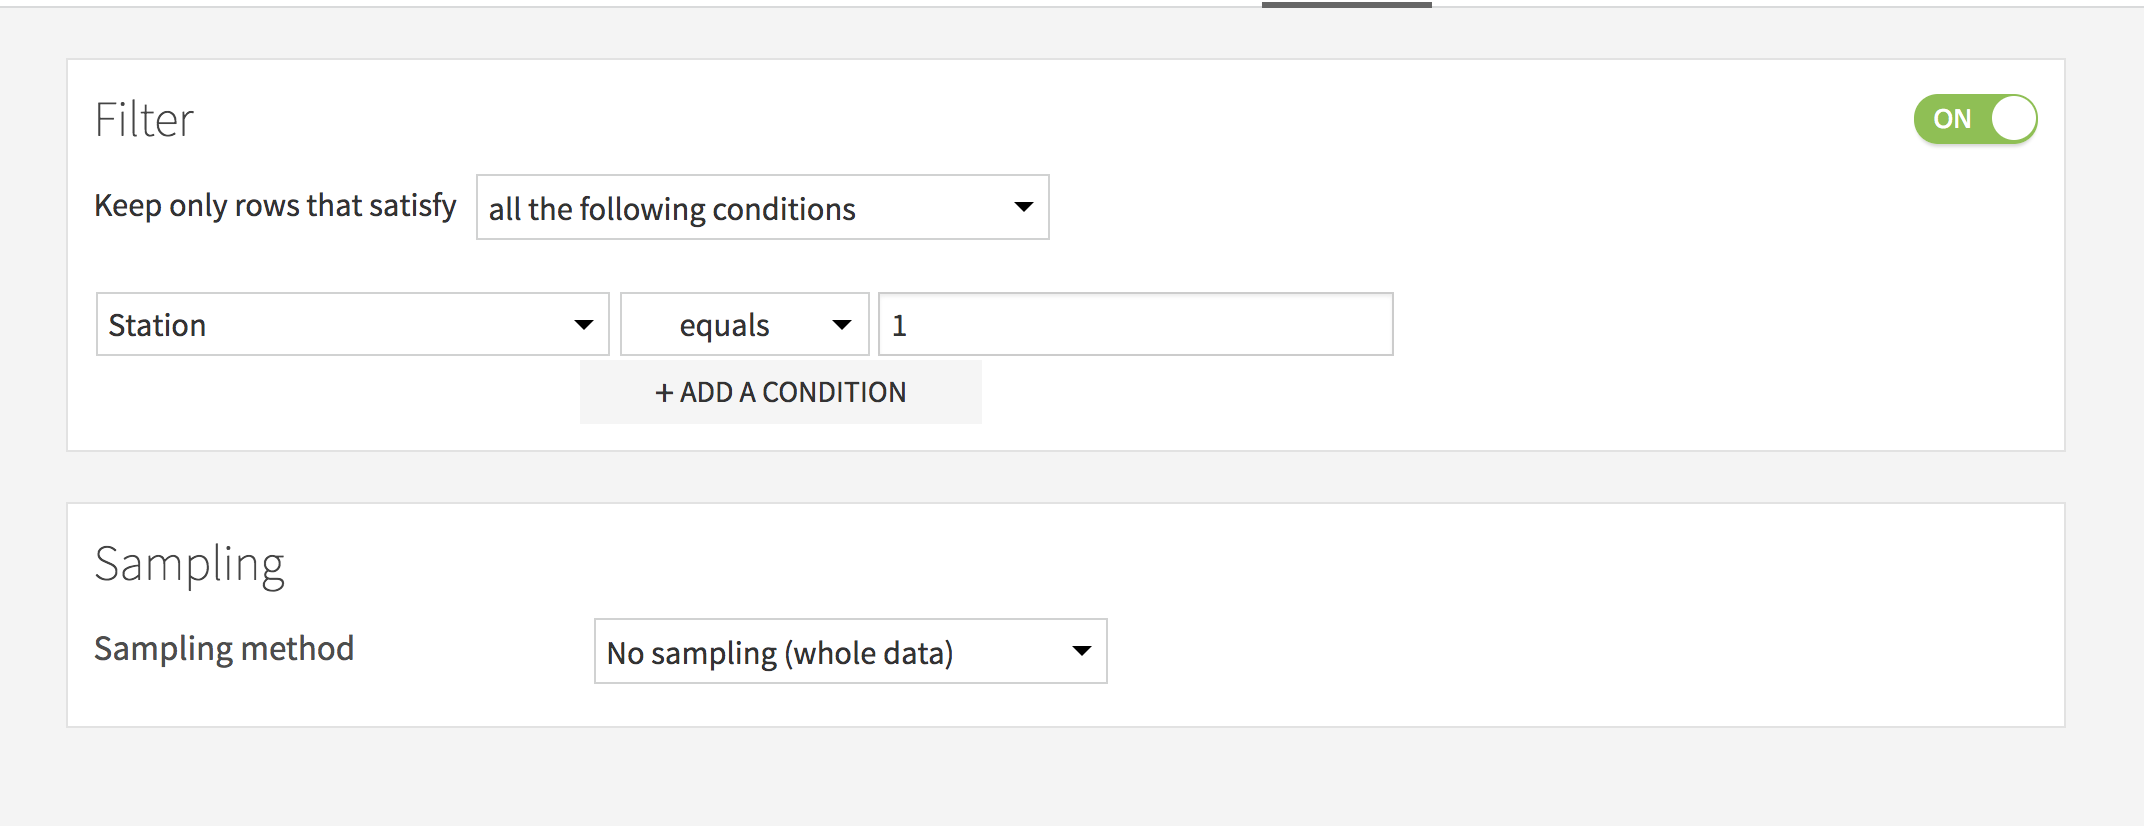 Filter
ON
Keep only rows that satisfy all the following conditions
Station equals 1
+ ADD A CONDITION
Sampling
Sampling method No sampling (whole data)